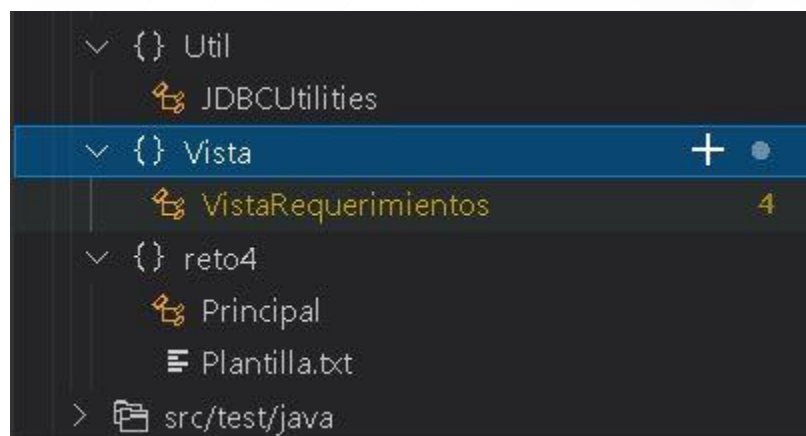 {} Util
JDBCUtilities
{} Vista
VistaRequerimientos 4
{} reto4
Principal
Plantilla.txt
src/test/java